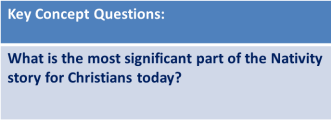 Key Concept Questions:
What is the most significant part of the Nativity
story for Christians today?